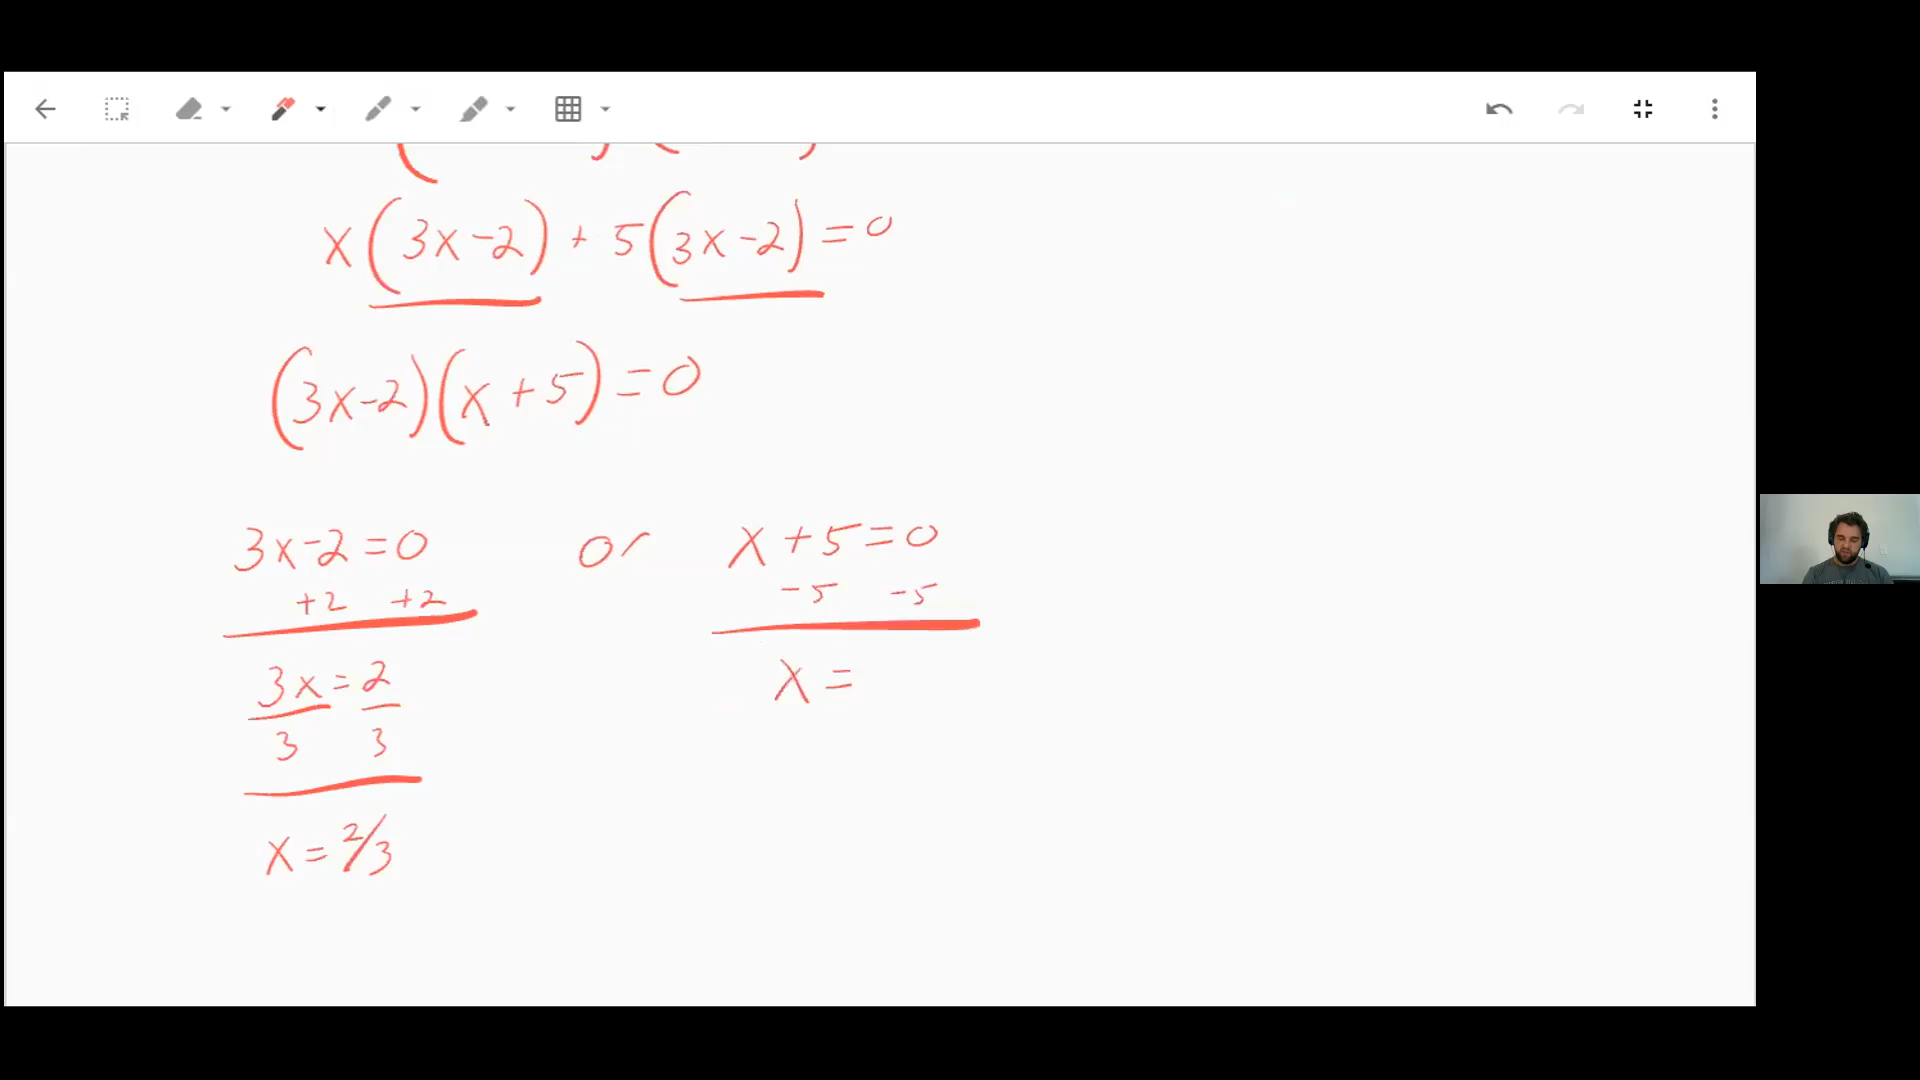 x(3x-2) + 5(3x-2) = 0
(3x-2)(x+5) = 0
3x-2=0 or x+5=0
+2 +2 -5 -5
3x = 2 x =
3 3
x = 2/3